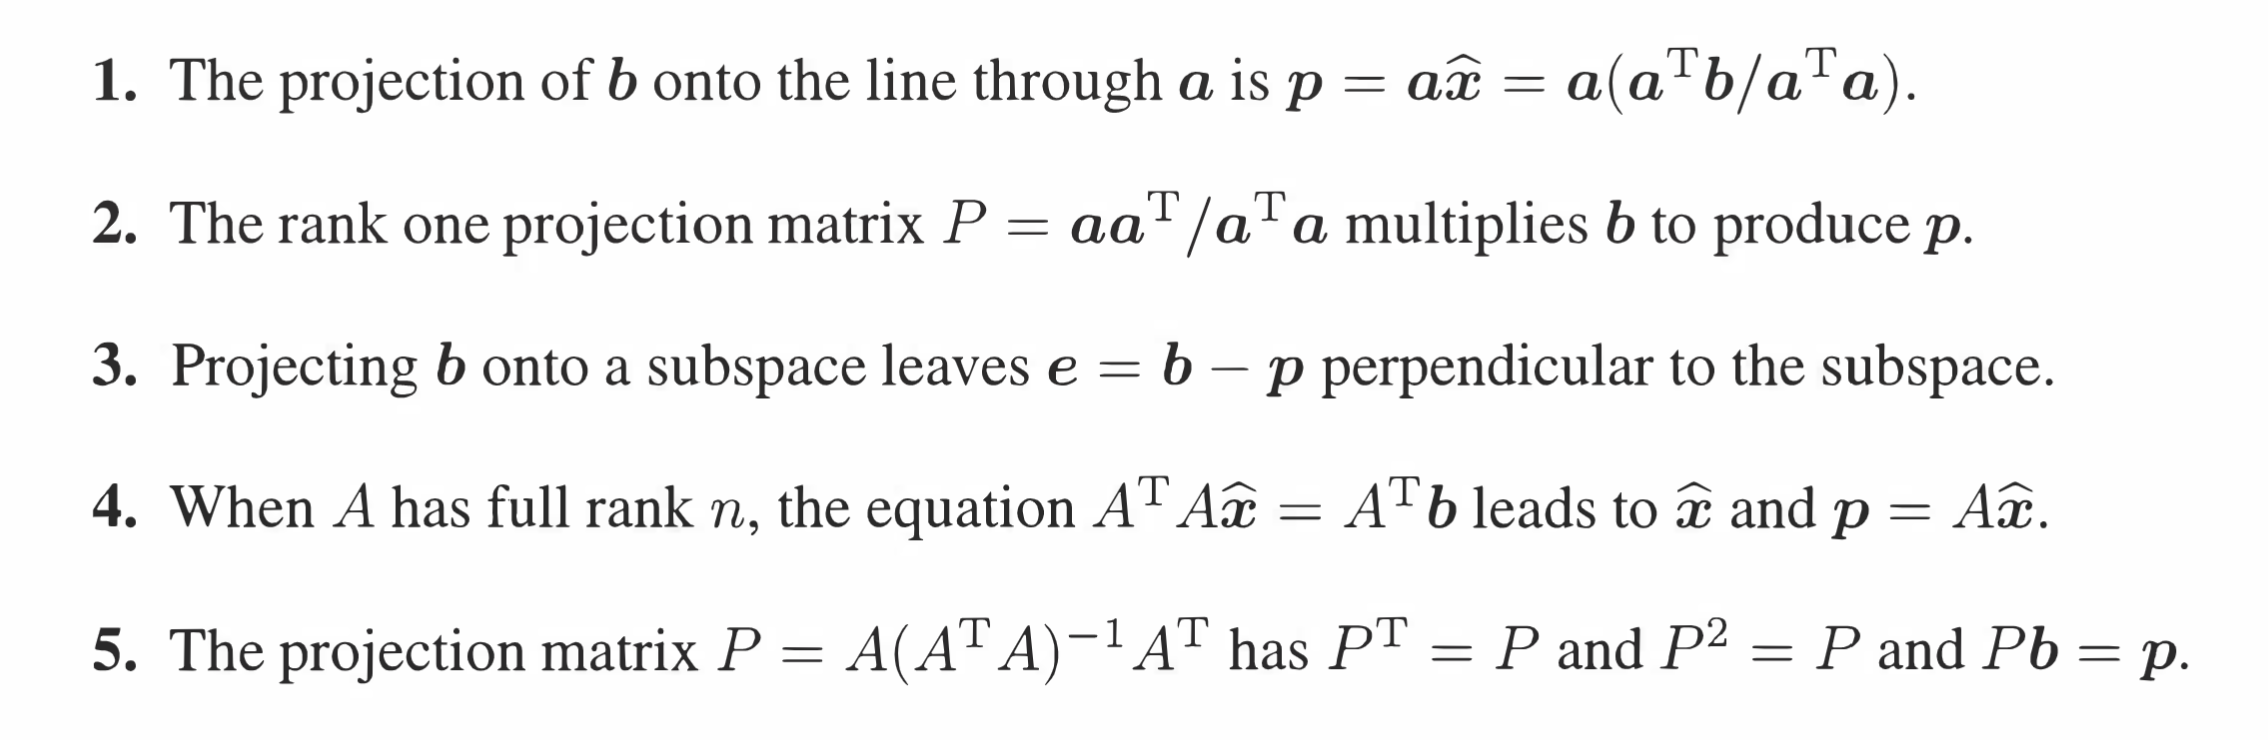 1. The projection of b onto the line through a is p = ax̂ = a(aᵀb/aᵀa).
2. The rank one projection matrix P = aaᵀ/aᵀa multiplies b to produce p.
3. Projecting b onto a subspace leaves e = b − p perpendicular to the subspace.
4. When A has full rank n, the equation AᵀAx̂ = Aᵀb leads to x̂ and p = Ax̂.
5. The projection matrix P = A(AᵀA)⁻¹Aᵀ has Pᵀ = P and P² = P and Pb = p.